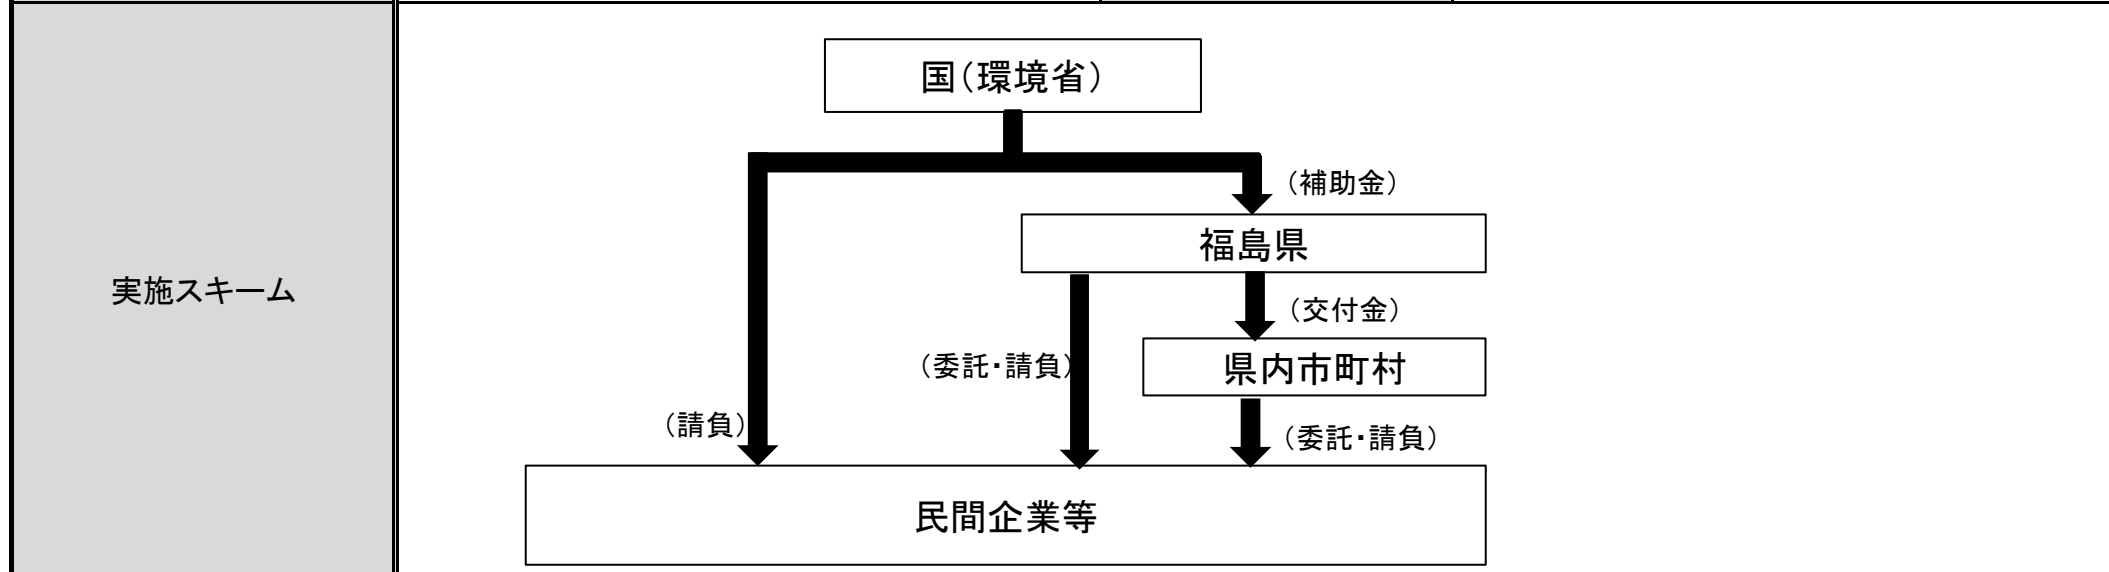 実施スキーム
国（環境省）
（補助金）
福島県
（交付金）
（委託・請負）
県内市町村
（請負）
（委託・請負）
民間企業等